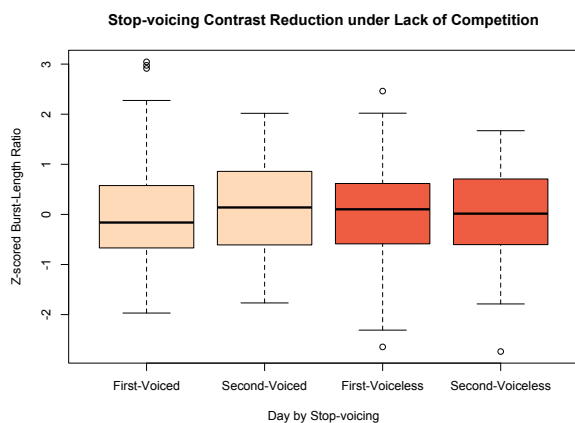 Stop-voicing Contrast Reduction under Lack of Competition
Z-scored Burst-Length Ratio
3
2
1
0
-1
-2
First-Voiced
Second-Voiced
First-Voiceless
Second-Voiceless
Day by Stop-voicing